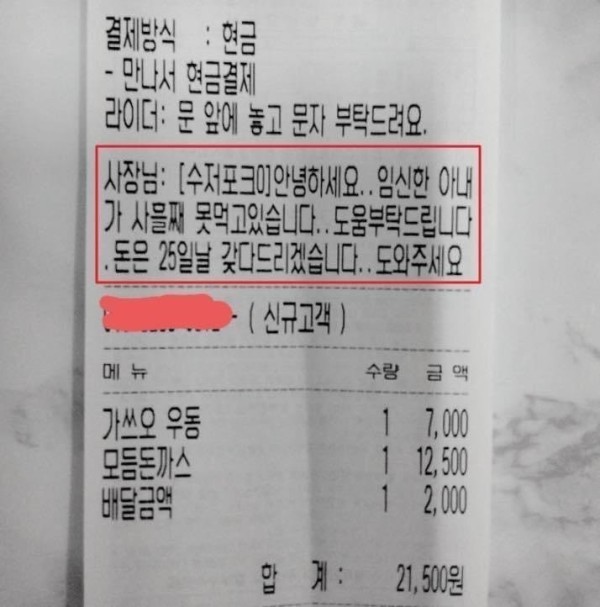 결제방식 : 현금
- 만나서 현금결제
라이더: 문 앞에 놓고 문자 부탁드려요.
사장님: [수저포크0]안녕하세요..임신한 아내
가 사흘째 못먹고있습니다..도움부탁드립니다
.돈은 25일날 갖다드리겠습니다..도와주세요
- ( 신규고객 )
메 뉴 수량 금 액
가쓰오 우동 1 7,000
모듬돈까스 1 12,500
배달금액 1 2,000
합 계 : 21,500원